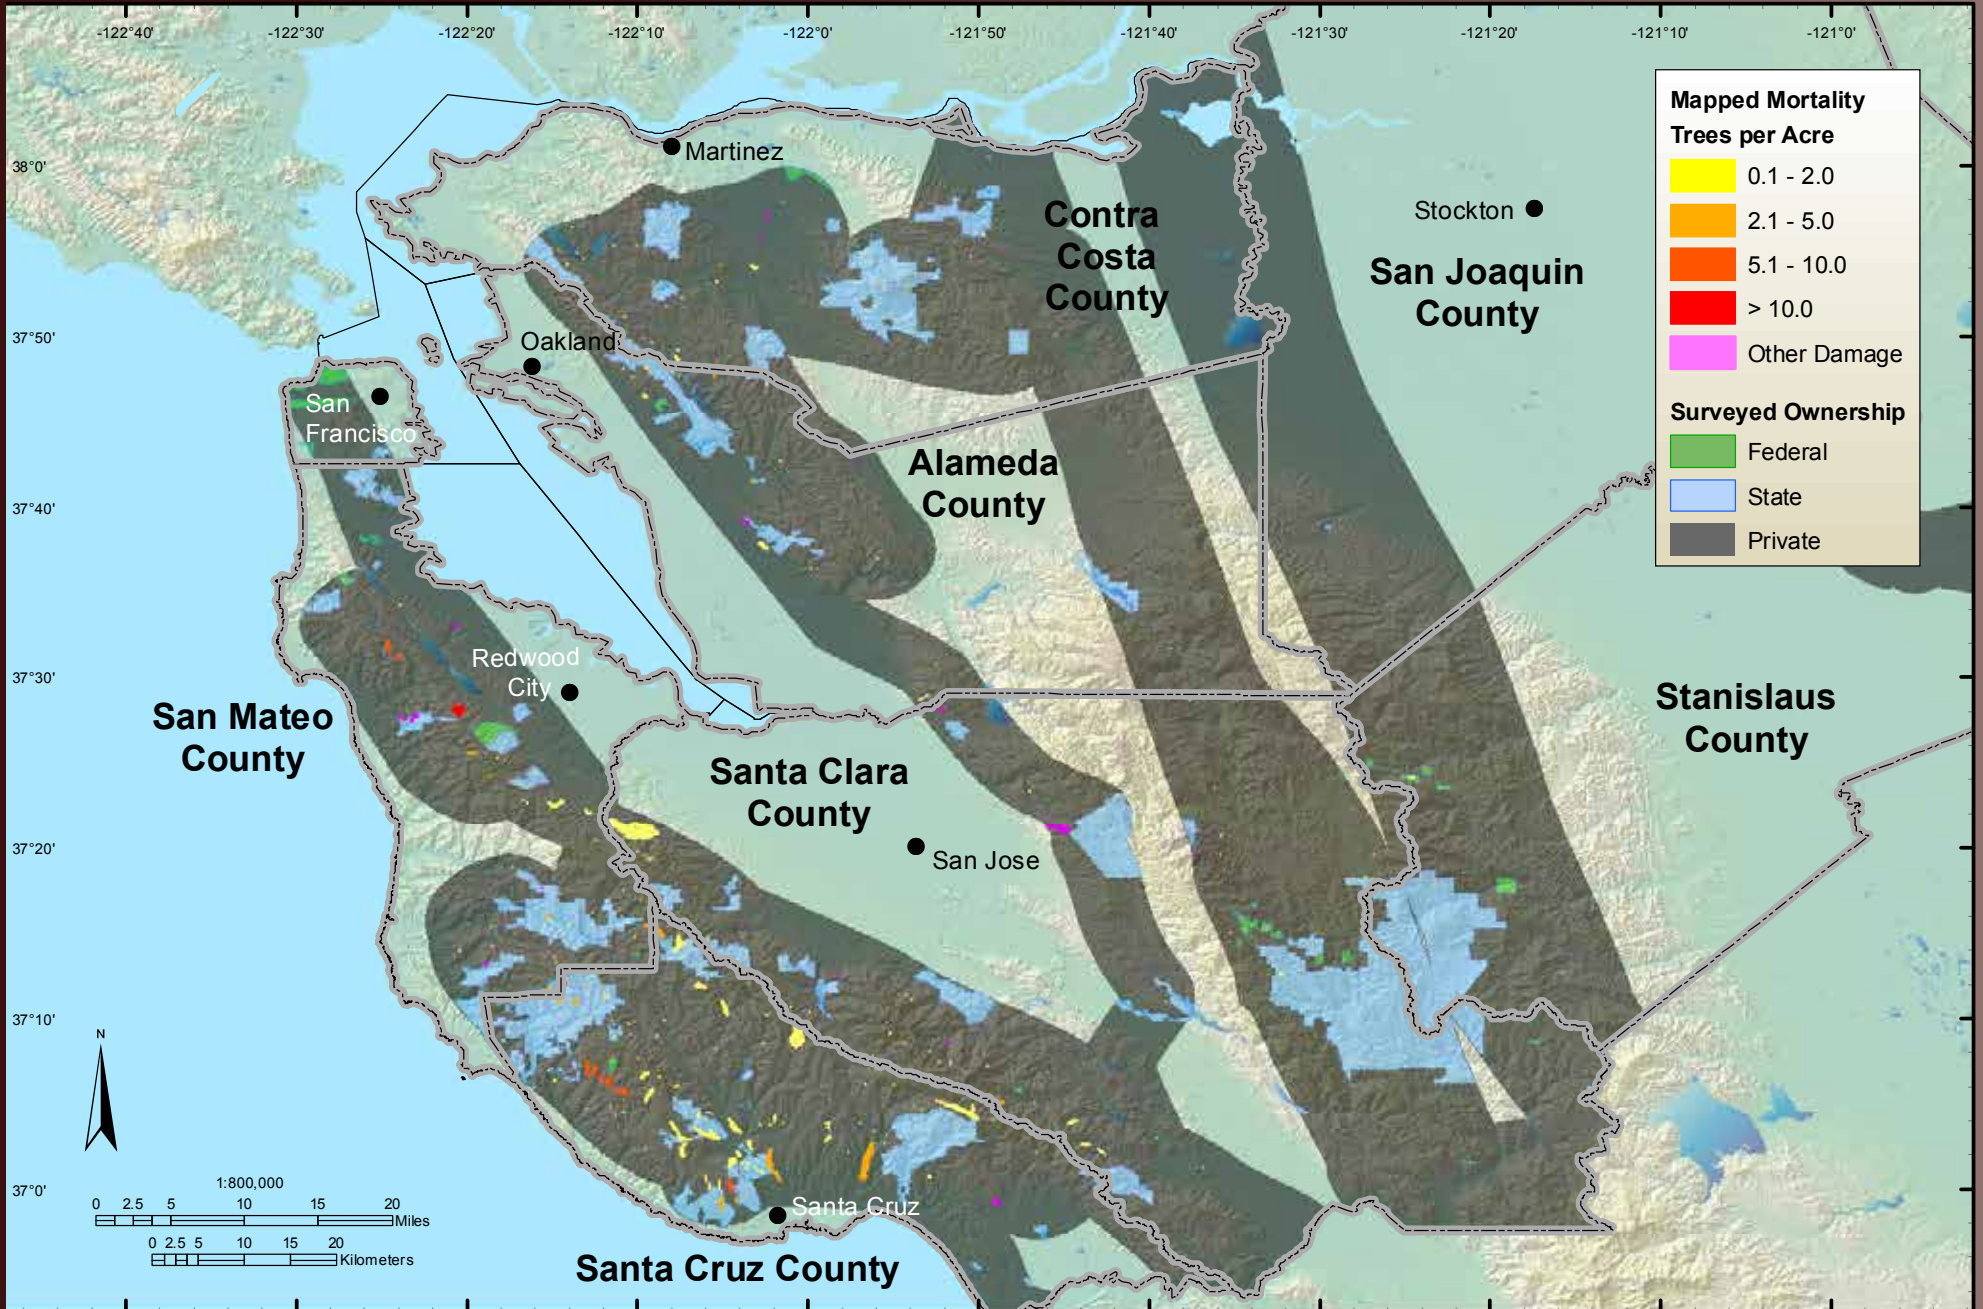 -122°40'
-122°30'
-122°20'
-122°10'
-122°0'
-121°50'
-121°40'
-121°30'
-121°20'
-121°10'
-121°0'
38°0'
37°50'
37°40'
37°30'
37°20'
37°10'
37°0'
Mapped Mortality
Trees per Acre
0.1 - 2.0
2.1 - 5.0
5.1 - 10.0
> 10.0
Other Damage
Surveyed Ownership
Federal
State
Private
Martinez
Contra
Costa
County
Stockton
San Joaquin
County
Oakland
San
Francisco
Alameda
County
Redwood
City
San Mateo
County
Santa Clara
County
San Jose
Stanislaus
County
Santa Cruz
Santa Cruz County
N
1:800,000
0 2.5 5 10 15 20
Miles
0 2.5 5 10 15 20
Kilometers